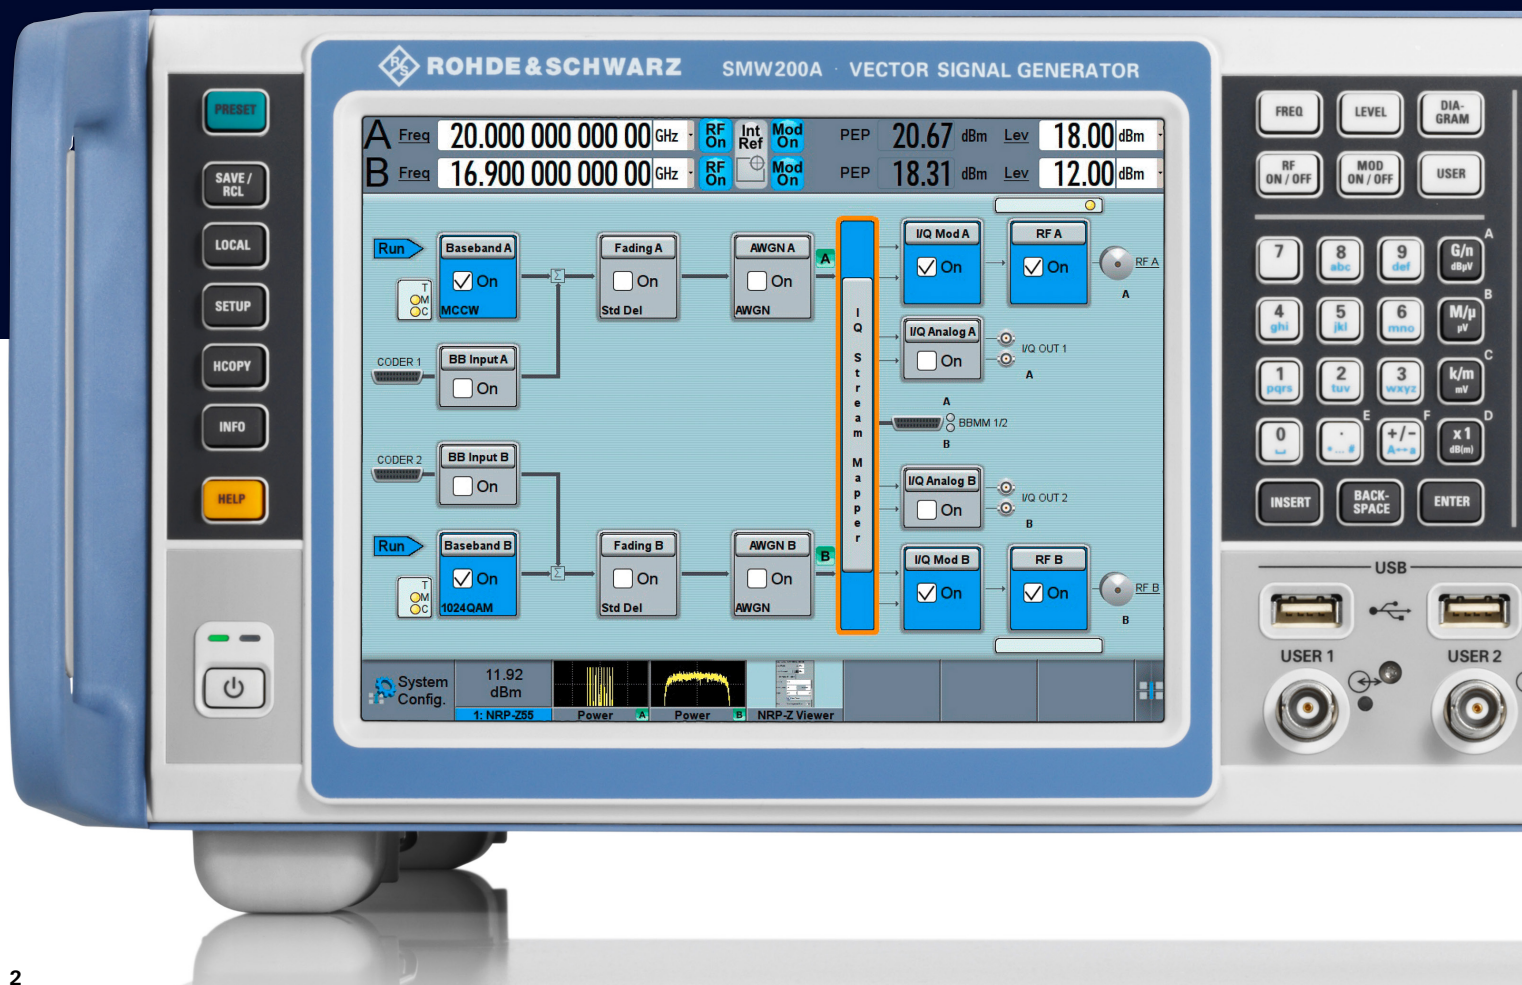 ROHDE & SCHWARZ SMW200A · VECTOR SIGNAL GENERATOR
PRESET
SAVE /
RCL
LOCAL
SETUP
HCOPY
INFO
HELP
A Freq 20.000 000 000 00 GHz RF On Int Ref Mod On PEP 20.67 dBm Lev 18.00 dBm
B Freq 16.900 000 000 00 GHz RF On Mod On PEP 18.31 dBm Lev 12.00 dBm
Run
Baseband A
On
MCCW
T
M
C
Fading A
On
Std Del
AWGN A
On
AWGN
A
I/Q Mod A
On
RF A
On
RF A
A
CODER 1
BB Input A
On
I/Q Analog A
On
I/Q OUT 1
A
IQ Stream Mapper
A
BBMM 1/2
B
CODER 2
BB Input B
On
I/Q Analog B
On
I/Q OUT 2
B
Run
Baseband B
On
1024QAM
T
M
C
Fading B
On
Std Del
AWGN B
On
AWGN
B
I/Q Mod B
On
RF B
On
RF B
B
System
Config.
11.92
dBm
1: NRP-Z55
Power A
Power B
NRP-Z Viewer
FREQ LEVEL DIA-
GRAM
RF
ON / OFF
MOD
ON / OFF
USER
7
8
abc
9
def
G/n
dBµV
A
4
ghi
5
jkl
6
mno
M/µ
µV
B
1
pqrs
2
tuv
3
wxyz
k/m
mV
C
0
.
*...#
E
+/-
A↔a
F
x1
dB(m)
D
INSERT
BACK-
SPACE
ENTER
USB
USER 1 USER 2
2